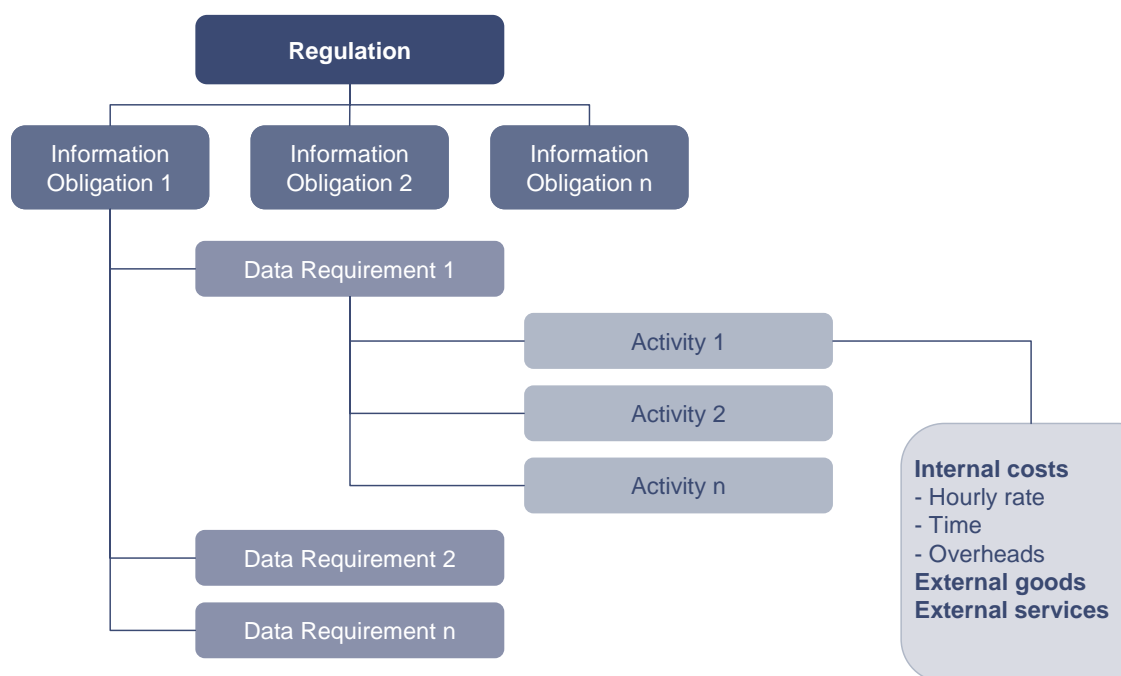 Regulation
Information
Obligation 1
Information
Obligation 2
Information
Obligation n
Data Requirement 1
Activity 1
Activity 2
Activity n
Internal costs
- Hourly rate
- Time
- Overheads
External goods
External services
Data Requirement 2
Data Requirement n